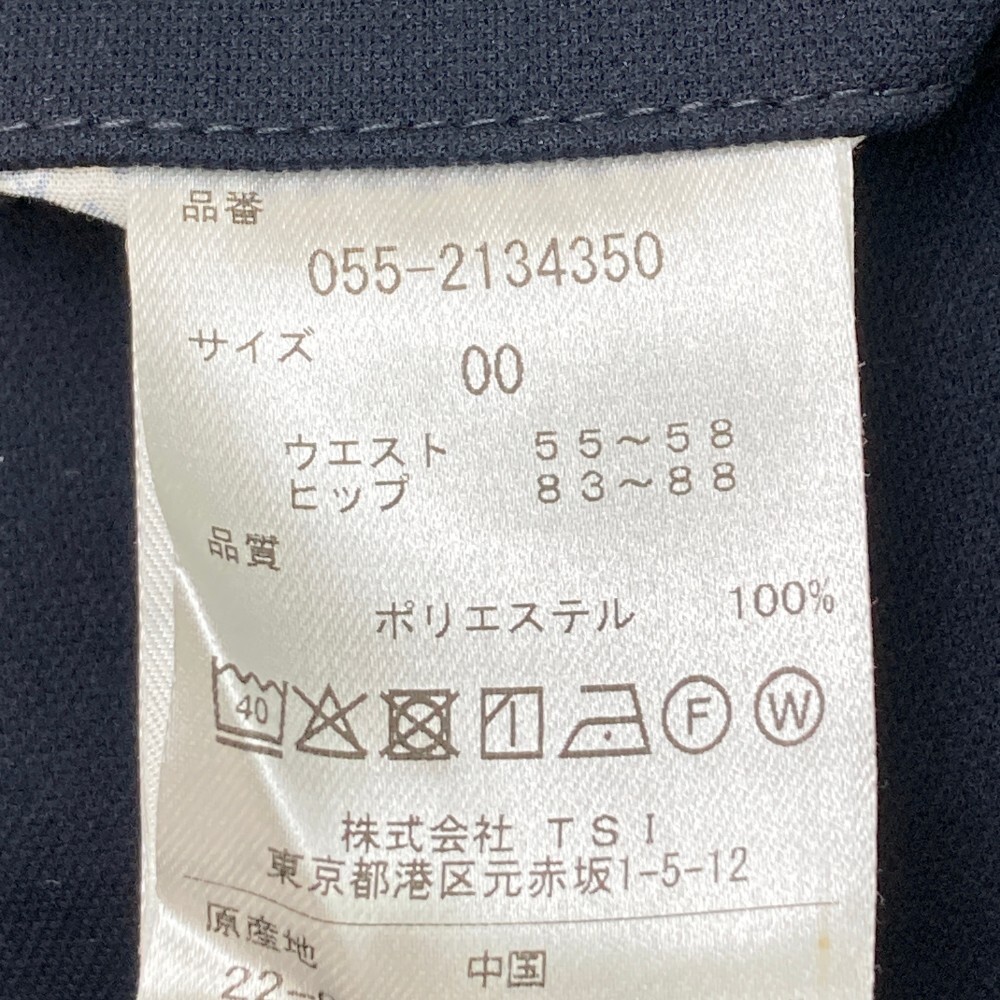 品番
055-2134350
サイズ 00
ウエスト 55～58
ヒップ 83～88
品質
ポリエステル 100%
40 F W
株式会社 TSI
東京都港区元赤坂1-5-12
原産地 中国
22-